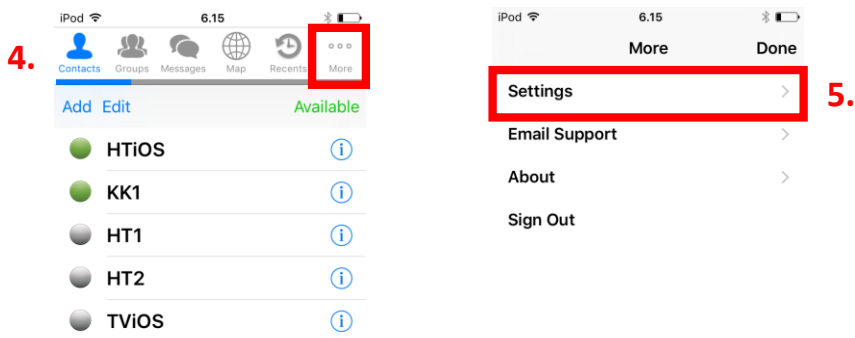 iPod 6.15
4.
Contacts Groups Messages Map Recents More
Add Edit Available
HTiOS
KK1
HT1
HT2
TViOS
iPod 6.15
More Done
Settings
5.
Email Support
About
Sign Out